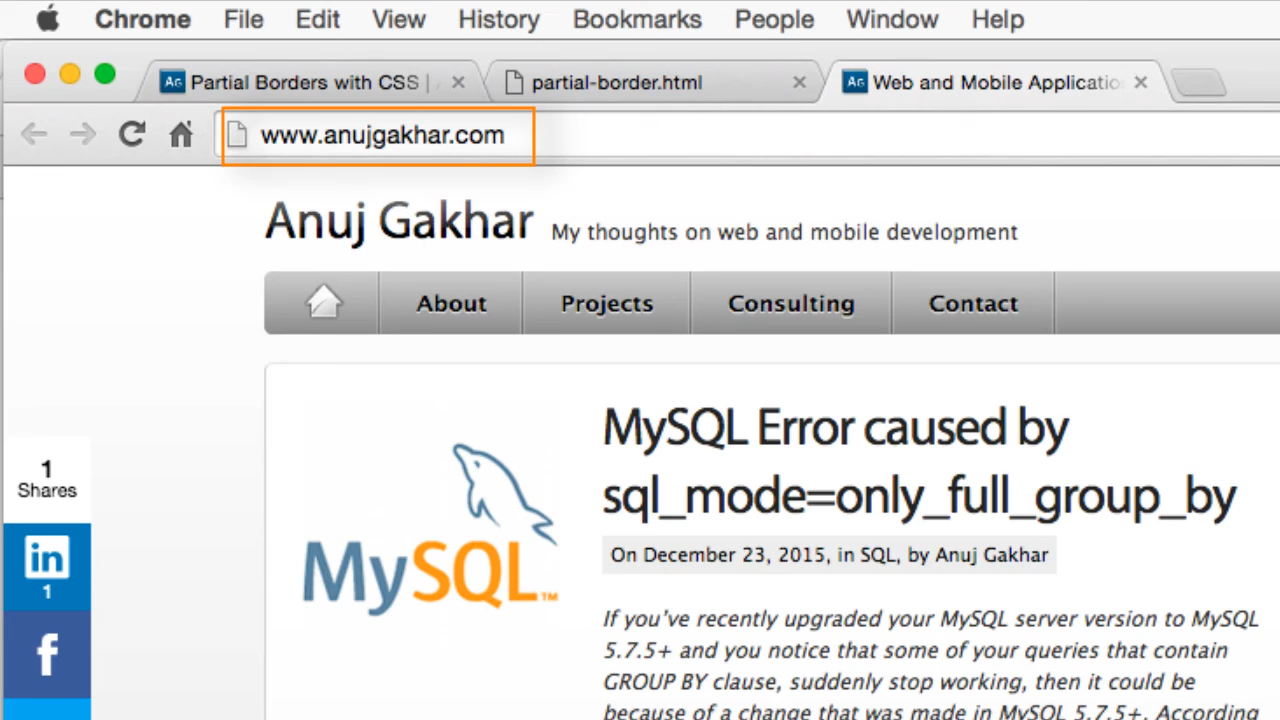 Chrome File Edit View History Bookmarks People Window Help
Partial Borders with CSS | partial-border.html Web and Mobile Applicatio
www.anujgakhar.com
Anuj Gakhar My thoughts on web and mobile development
About Projects Consulting Contact
MySQL Error caused by
sql_mode=only_full_group_by
On December 23, 2015, in SQL, by Anuj Gakhar
MySQL™
1
Shares
in
1
f
If you've recently upgraded your MySQL server version to MySQL
5.7.5+ and you notice that some of your queries that contain
GROUP BY clause, suddenly stop working, then it could be
because of a change that was made in MySQL 5.7.5+. According